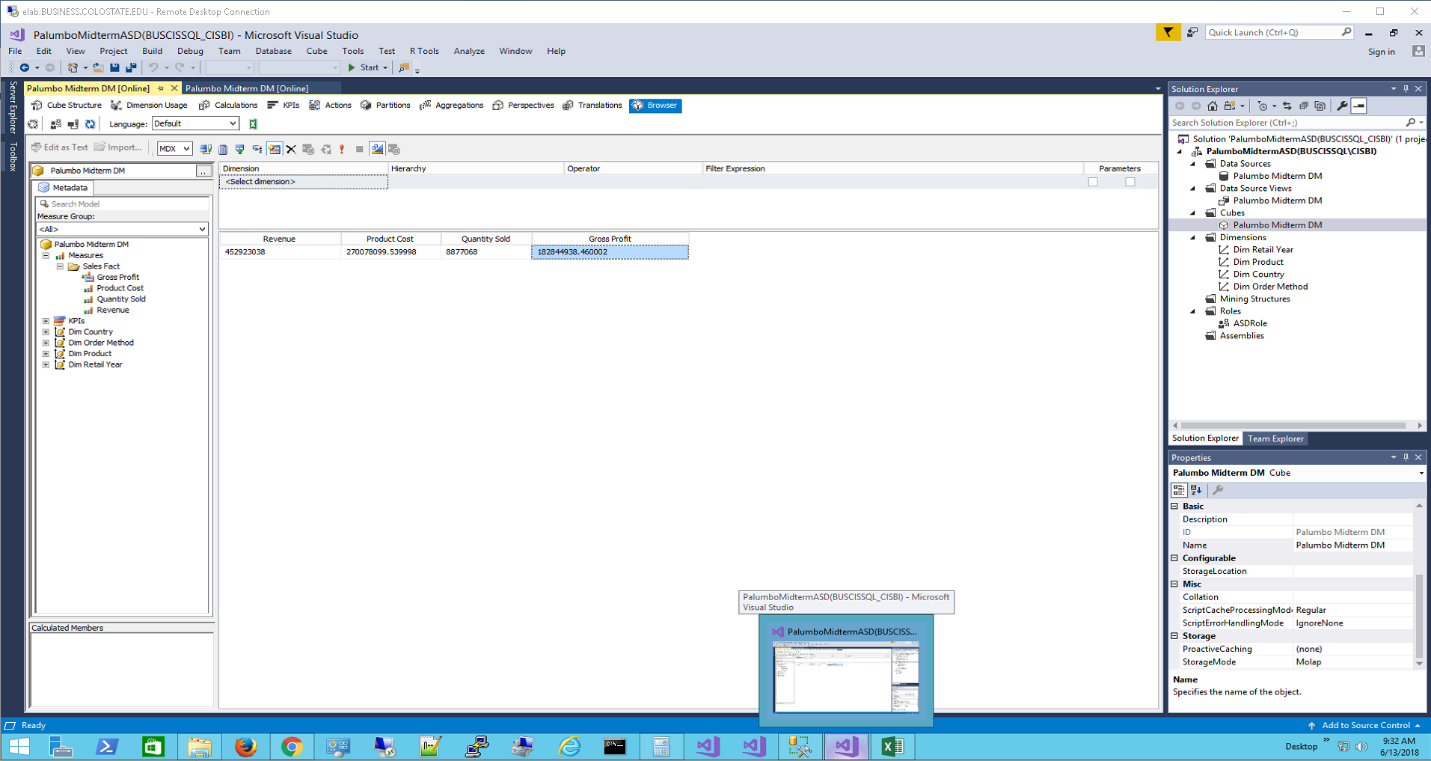 elab.BUSINESS.COLOSTATE.EDU - Remote Desktop Connection
PalumboMidtermASD(BUSCISSQL_CISBI) - Microsoft Visual Studio
Quick Launch (Ctrl+Q)
File Edit View Project Build Debug Team Database Cube Tools Test R Tools Analyze Window Help
Sign in
Start
Server Explorer
Toolbox
Palumbo Midterm DM [Online]
Palumbo Midterm DM [Online]
Cube Structure Dimension Usage Calculations KPIs Actions Partitions Aggregations Perspectives Translations Browser
Language: Default
Edit as Text Import... MDX
Palumbo Midterm DM ..
Metadata
Search Model
Measure Group:
<All>
Palumbo Midterm DM
Measures
Sales Fact
Gross Profit
Product Cost
Quantity Sold
Revenue
KPIs
Dim Country
Dim Order Method
Dim Product
Dim Retail Year
Calculated Members
Dimension Hierarchy Operator Filter Expression Parameters
<Select dimension>
Revenue Product Cost Quantity Sold Gross Profit
452923038 270078099.539998 8877068 182844938.460002
Solution Explorer
Search Solution Explorer (Ctrl+;)
Solution 'PalumboMidtermASD(BUSCISSQL_CISBI)' (1 proje
PalumboMidtermASD(BUSCISSQL\CISBI)
Data Sources
Palumbo Midterm DM
Data Source Views
Palumbo Midterm DM
Cubes
Palumbo Midterm DM
Dimensions
Dim Retail Year
Dim Product
Dim Country
Dim Order Method
Mining Structures
Roles
ASDRole
Assemblies
Solution Explorer Team Explorer
Properties
Palumbo Midterm DM Cube
Basic
Description
ID Palumbo Midterm DM
Name Palumbo Midterm DM
Configurable
StorageLocation
Misc
Collation
ScriptCacheProcessingMod Regular
ScriptErrorHandlingMode IgnoreNone
Storage
ProactiveCaching (none)
StorageMode Molap
Name
Specifies the name of the object.
PalumboMidtermASD(BUSCISSQL_CISBI) - Microsoft
Visual Studio
PalumboMidtermASD(BUSCISS...
Ready
Add to Source Control
Desktop
9:32 AM
6/13/2018